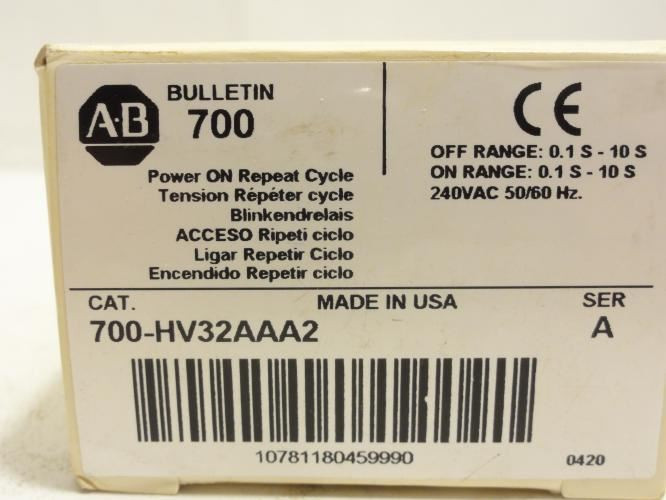 A·B
BULLETIN
700
Power ON Repeat Cycle
Tension Répéter cycle
Blinkendrelais
ACCESO Ripeti ciclo
Ligar Repetir Ciclo
Encendido Repetir ciclo
CE
OFF RANGE: 0.1 S - 10 S
ON RANGE: 0.1 S - 10 S
240VAC 50/60 Hz.
CAT. MADE IN USA SER
700-HV32AAA2 A
10781180459990 0420